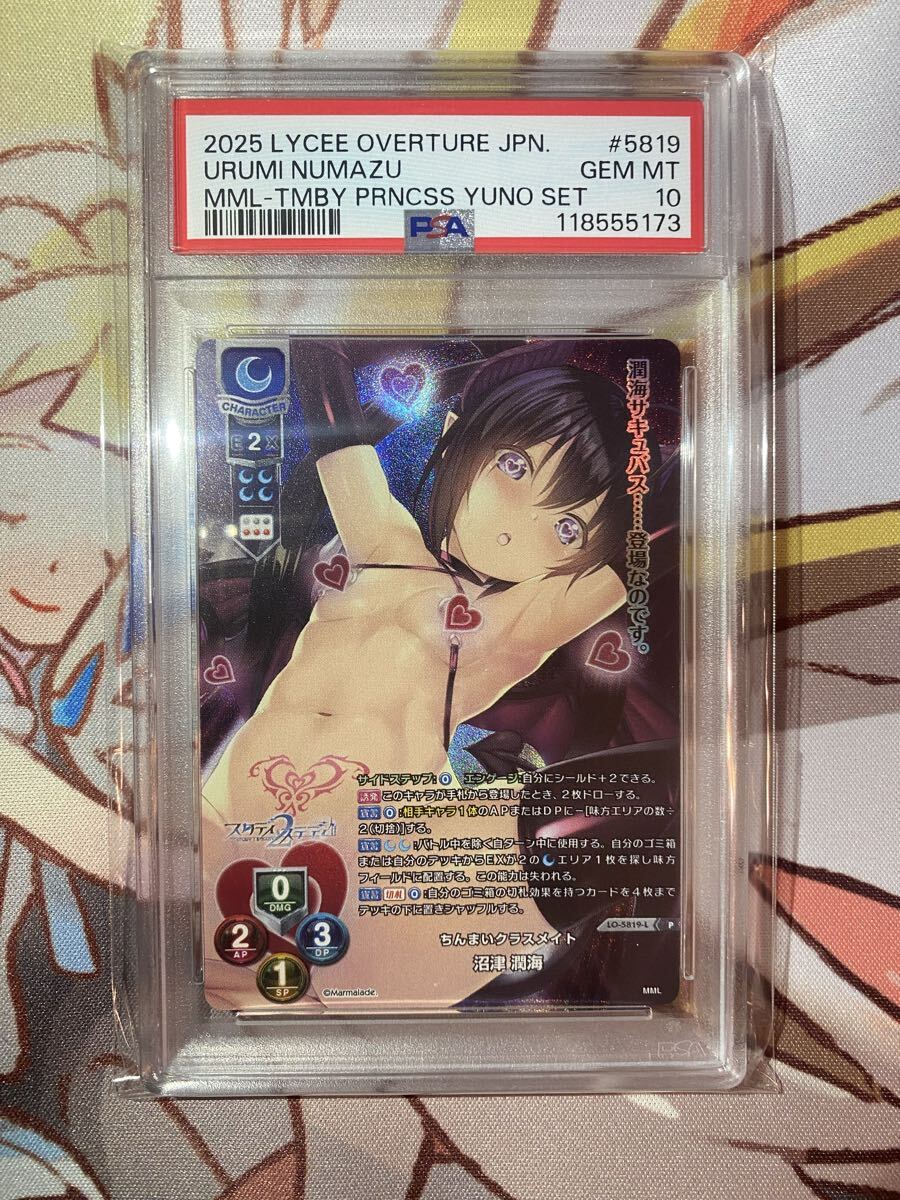 2025 LYCEE OVERTURE JPN. #5819
URUMI NUMAZU GEM MT
MML-TMBY PRNCSS YUNO SET 10
PSA 118555173
CHARACTER
EX 2
潤海サキュバス……登場なのです。
サイドステップ:0 エンゲージ:自分にシールド+2できる。
誘発 このキャラが手札から登場したとき、2枚ドローする。
宣言 0:相手キャラ1体のAPまたはDPに-[味方エリアの数÷
2(切捨)]する。
宣言:バトル中を除く自ターン中に使用する。自分のゴミ箱
または自分のデッキからEXが2のエリア1枚を探し味方
フィールドに配置する。この能力は失われる。
宣言 切札 0:自分のゴミ箱の切札効果を持つカードを4枚まで
デッキの下に置きシャッフルする。
0
DMG
2
AP
3
DP
1
SP
LO-5819-L P
ちんまいクラスメイト
沼津 潤海
©Marmalade.
MML
PSA